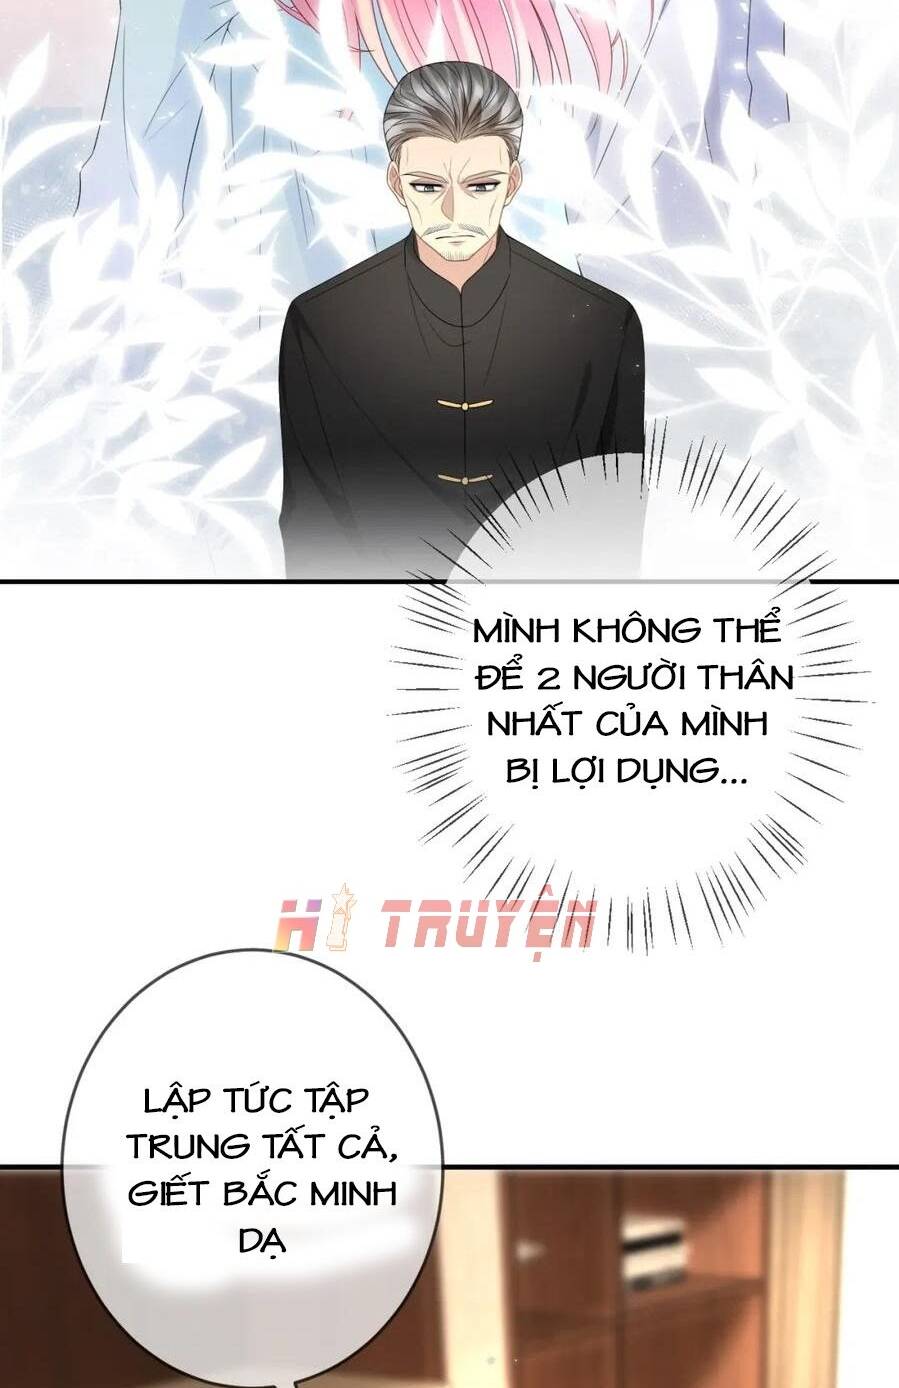 MÌNH KHÔNG THỂ
ĐỂ 2 NGƯỜI THÂN
NHẤT CỦA MÌNH
BỊ LỢI DỤNG...
HI TRUYỆN
LẬP TỨC TẬP
TRUNG TẤT CẢ,
GIẾT BẮC MINH
DẠ